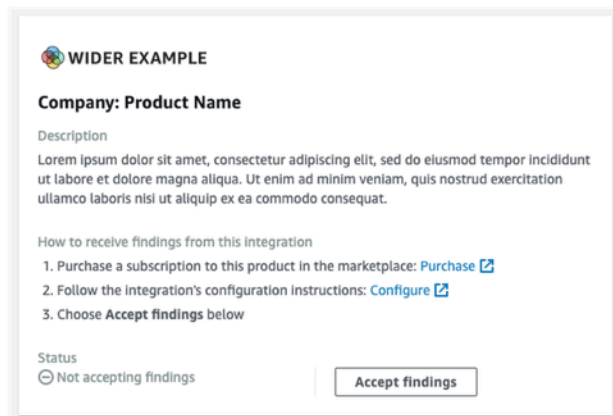 WIDER EXAMPLE
Company: Product Name
Description
Lorem ipsum dolor sit amet, consectetur adipiscing elit, sed do eiusmod tempor incididunt
ut labore et dolore magna aliqua. Ut enim ad minim veniam, quis nostrud exercitation
ullamco laboris nisi ut aliquip ex ea commodo consequat.
How to receive findings from this integration
1. Purchase a subscription to this product in the marketplace: Purchase
2. Follow the integration's configuration instructions: Configure
3. Choose Accept findings below
Status
Not accepting findings
Accept findings